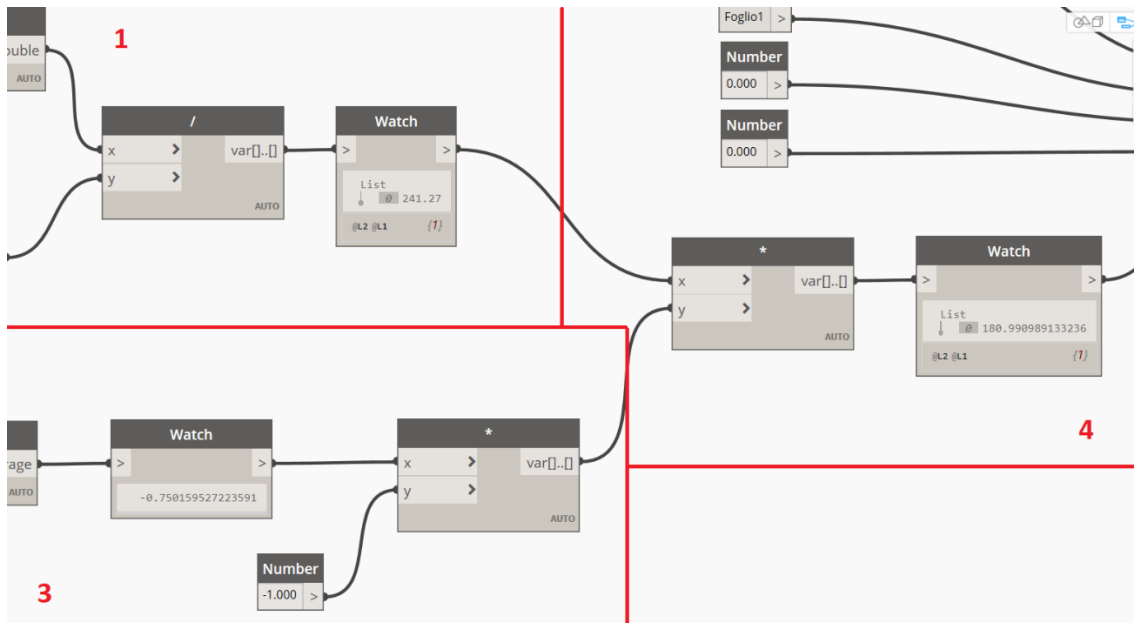 1
ouble
AUTO
/
x > var[]..[]
y >
AUTO
Watch
> >
List
0 241.27
@L2 @L1 {1}
Foglio1 >
Number
0.000 >
Number
0.000 >
*
x > var[]..[]
y >
AUTO
Watch
> >
List
0 180.990989133236
@L2 @L1 {1}
4
rage
AUTO
Watch
> >
-0.750159527223591
*
x > var[]..[]
y >
AUTO
Number
-1.000 >
3